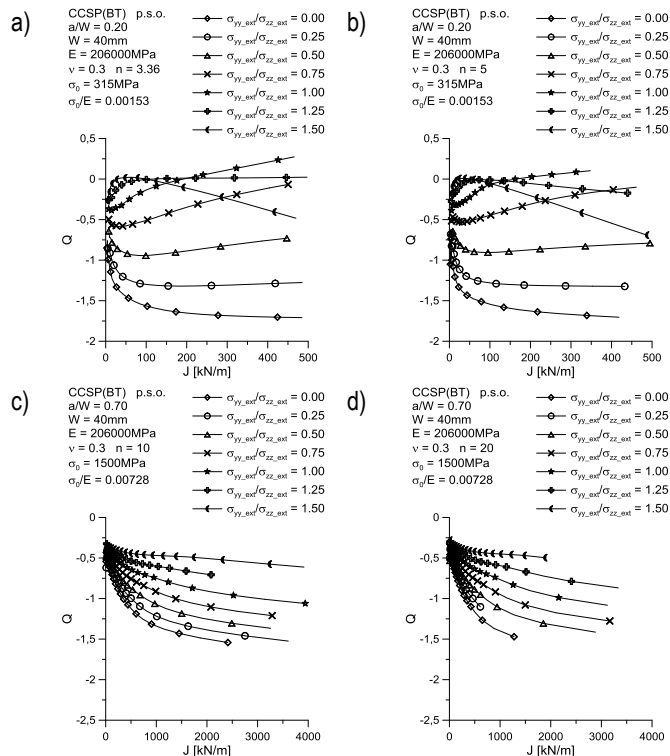 a)
CCSP(BT) p.s.o.
a/W = 0.20
W = 40mm
E = 206000MPa
ν = 0.3 n = 3.36
σ0 = 315MPa
σ0/E = 0.00153
σyy_ext/σzz_ext = 0.00
σyy_ext/σzz_ext = 0.25
σyy_ext/σzz_ext = 0.50
σyy_ext/σzz_ext = 0.75
σyy_ext/σzz_ext = 1.00
σyy_ext/σzz_ext = 1.25
σyy_ext/σzz_ext = 1.50
0,5
0
-0,5
-1
-1,5
-2
Q
0 100 200 300 400 500
J [kN/m]
b)
CCSP(BT) p.s.o.
a/W = 0.20
W = 40mm
E = 206000MPa
ν = 0.3 n = 5
σ0 = 315MPa
σ0/E = 0.00153
σyy_ext/σzz_ext = 0.00
σyy_ext/σzz_ext = 0.25
σyy_ext/σzz_ext = 0.50
σyy_ext/σzz_ext = 0.75
σyy_ext/σzz_ext = 1.00
σyy_ext/σzz_ext = 1.25
σyy_ext/σzz_ext = 1.50
0,5
0
-0,5
-1
-1,5
-2
Q
0 100 200 300 400 500
J [kN/m]
c)
CCSP(BT) p.s.o.
a/W = 0.70
W = 40mm
E = 206000MPa
ν = 0.3 n = 10
σ0 = 1500MPa
σ0/E = 0.00728
σyy_ext/σzz_ext = 0.00
σyy_ext/σzz_ext = 0.25
σyy_ext/σzz_ext = 0.50
σyy_ext/σzz_ext = 0.75
σyy_ext/σzz_ext = 1.00
σyy_ext/σzz_ext = 1.25
σyy_ext/σzz_ext = 1.50
0
-0,5
-1
-1,5
-2
-2,5
Q
0 1000 2000 3000 4000
J [kN/m]
d)
CCSP(BT) p.s.o.
a/W = 0.70
W = 40mm
E = 206000MPa
ν = 0.3 n = 20
σ0 = 1500MPa
σ0/E = 0.00728
σyy_ext/σzz_ext = 0.00
σyy_ext/σzz_ext = 0.25
σyy_ext/σzz_ext = 0.50
σyy_ext/σzz_ext = 0.75
σyy_ext/σzz_ext = 1.00
σyy_ext/σzz_ext = 1.25
σyy_ext/σzz_ext = 1.50
0
-0,5
-1
-1,5
-2
-2,5
Q
0 1000 2000 3000 4000
J [kN/m]